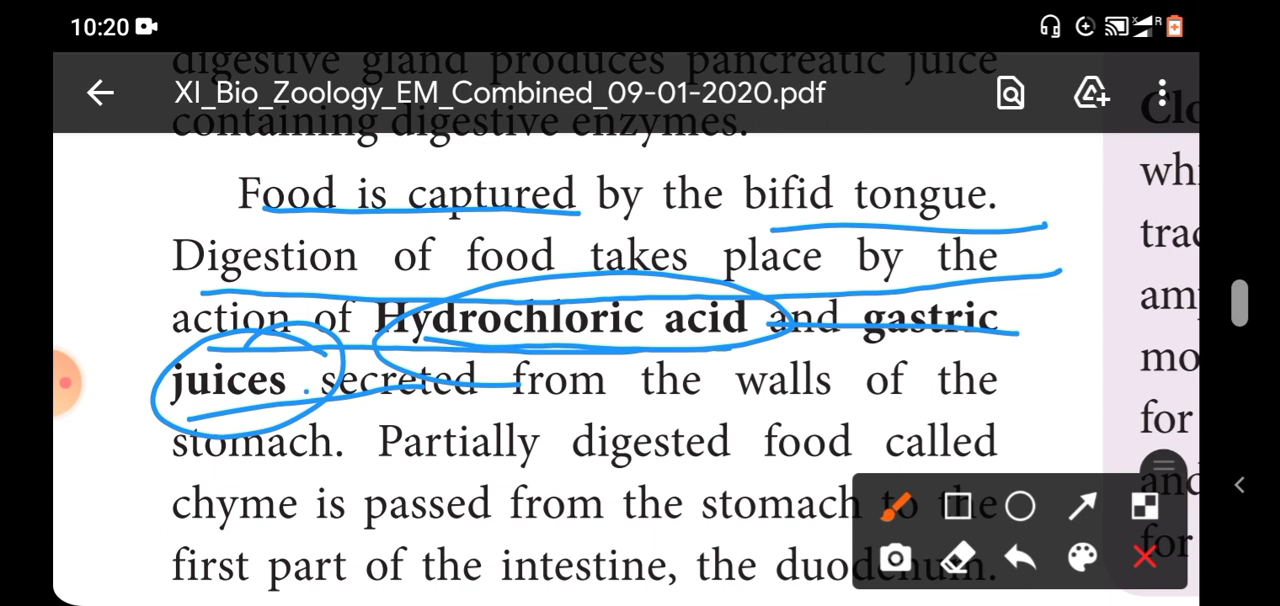 10:20
R
digestive gland produces pancreatic juice
XI_Bio_Zoology_EM_Combined_09-01-2020.pdf
containing digestive enzymes.
Food is captured by the bifid tongue.
Digestion of food takes place by the
action of Hydrochloric acid and gastric
juices secreted from the walls of the
stomach. Partially digested food called
chyme is passed from the stomach to the
first part of the intestine, the duodenum.
Clo
whi
trac
am
mo
for
and
for